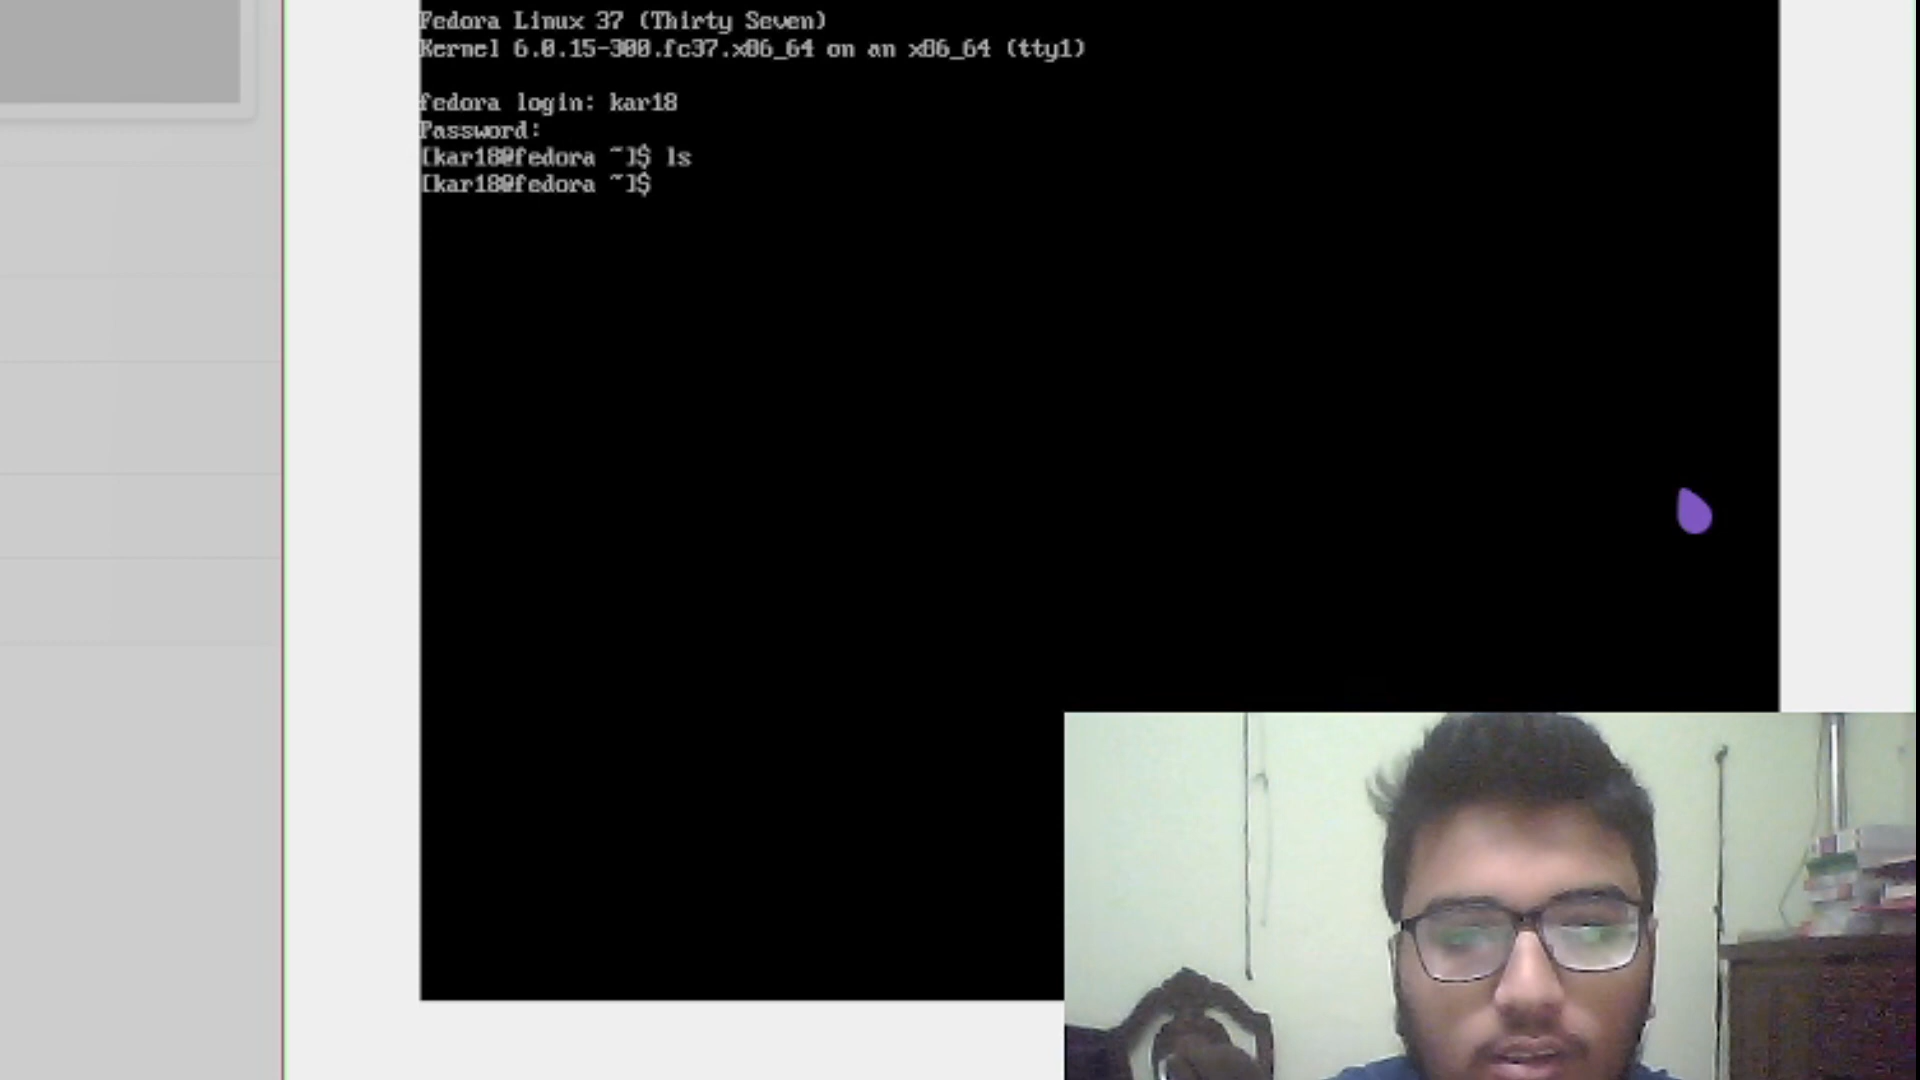 Fedora Linux 37 (Thirty Seven)
Kernel 6.0.15-300.fc37.x86_64 on an x86_64 (tty1)
fedora login: kar18
Password:
[kar18@fedora ~]$ ls
[kar18@fedora ~]$